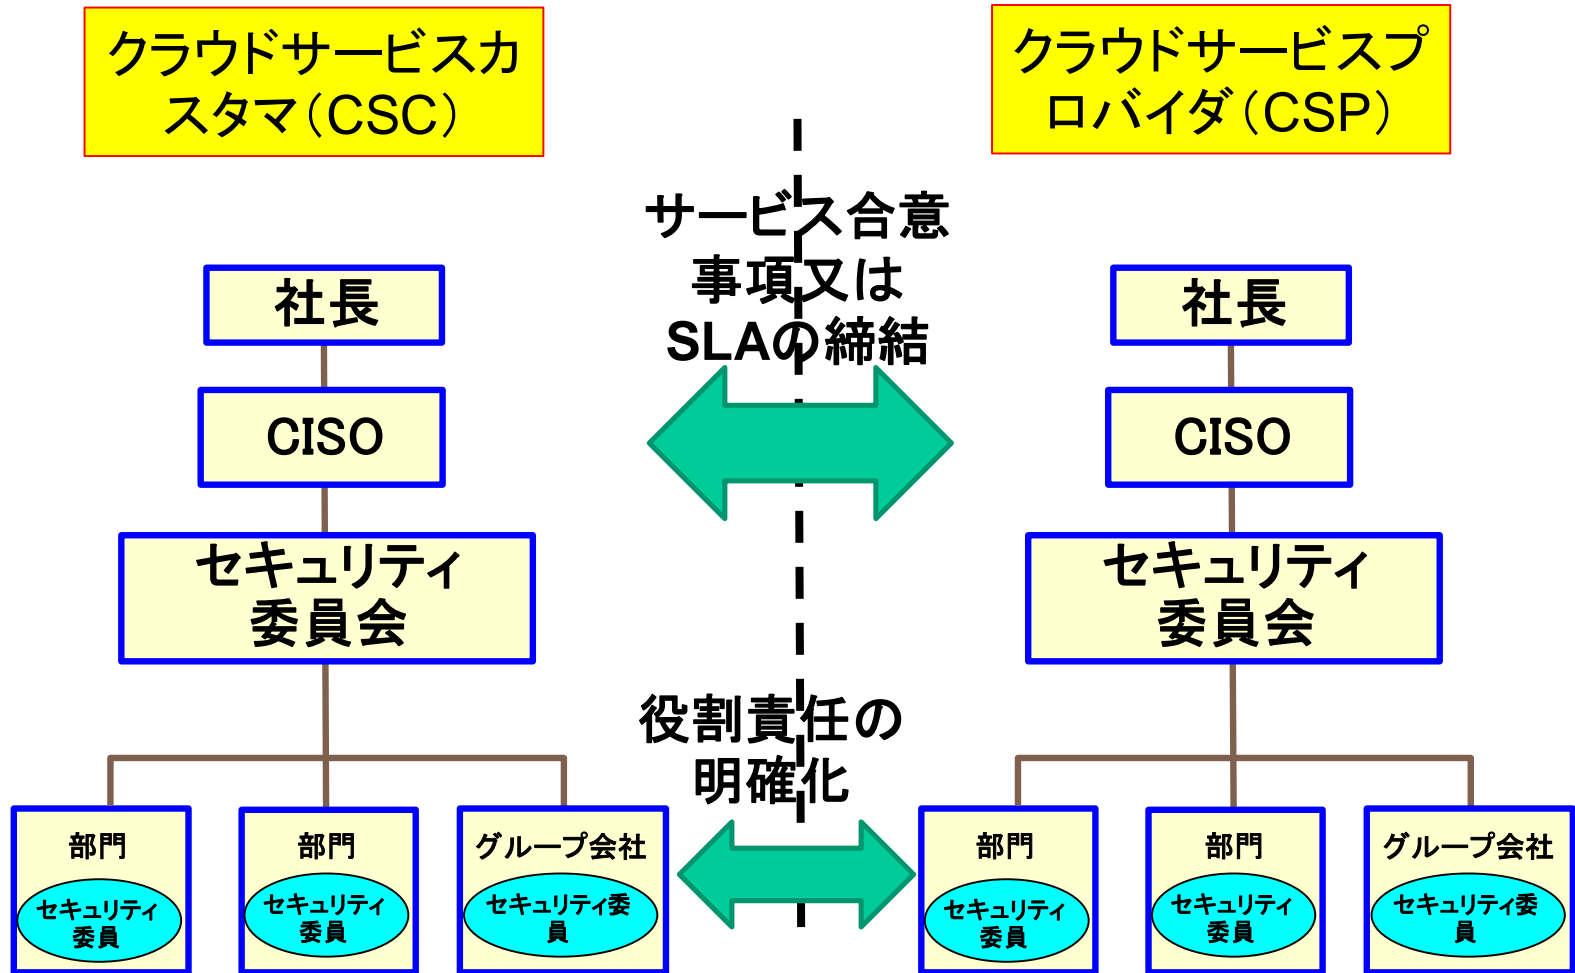 クラウドサービスカ
スタマ（CSC）
クラウドサービスプ
ロバイダ（CSP）
サービス合意
事項又は
SLAの締結
社長
CISO
セキュリティ
委員会
社長
CISO
セキュリティ
委員会
役割責任の
明確化
部門
セキュリティ
委員
部門
セキュリティ
委員
グループ会社
セキュリティ委
員
部門
セキュリティ
委員
部門
セキュリティ
委員
グループ会社
セキュリティ委
員